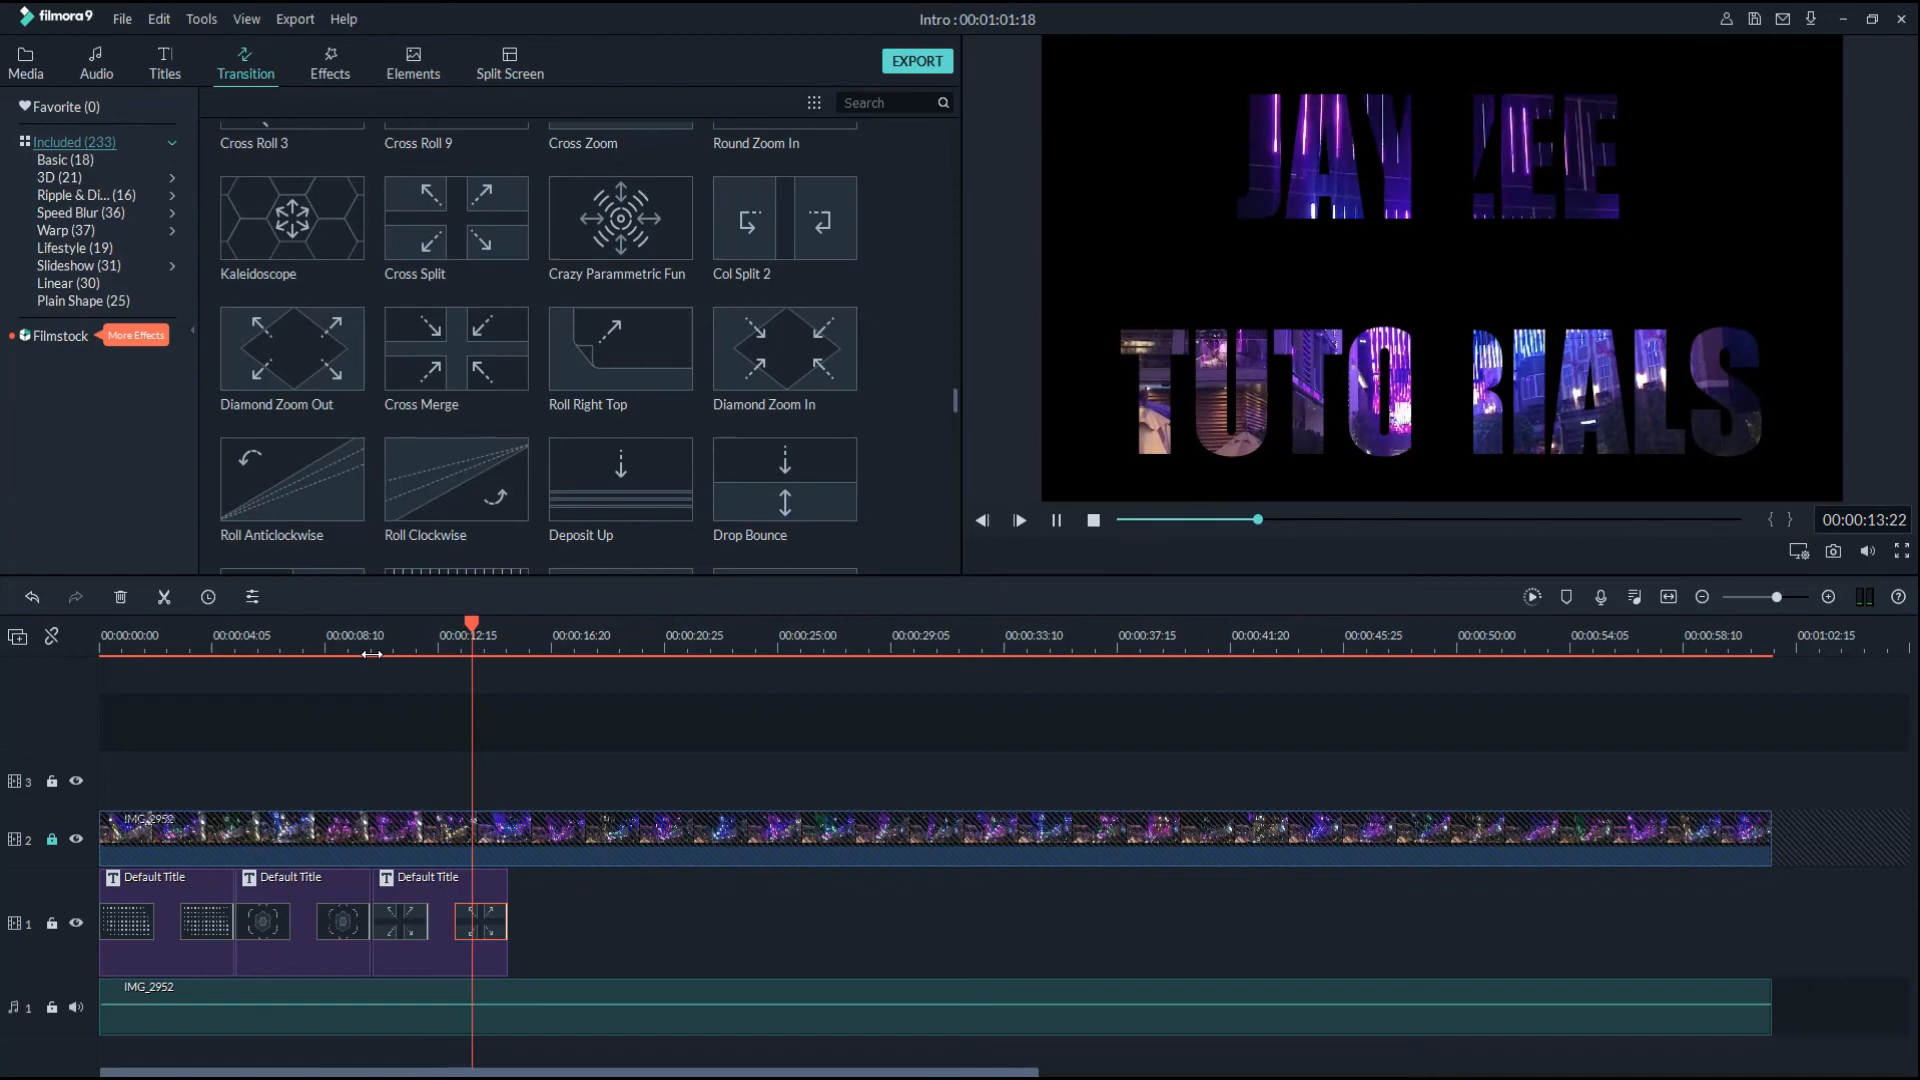 filmora9 File Edit Tools View Export Help Intro : 00:01:01:18
Media Audio Titles Transition Effects Elements Split Screen EXPORT
Favorite (0)
Search
Included (233)
Basic (18)
3D (21)
Ripple & Di... (16)
Speed Blur (36)
Warp (37)
Lifestyle (19)
Slideshow (31)
Linear (30)
Plain Shape (25)
Filmstock More Effects
Cross Roll 3 Cross Roll 9 Cross Zoom Round Zoom In
Kaleidoscope Cross Split Crazy Parammetric Fun Col Split 2
Diamond Zoom Out Cross Merge Roll Right Top Diamond Zoom In
Roll Anticlockwise Roll Clockwise Deposit Up Drop Bounce
JAY ZEE
TUTO RIALS
00:00:13:22
00:00:00:00 00:00:04:05 00:00:08:10 00:00:12:15 00:00:16:20 00:00:20:25 00:00:25:00 00:00:29:05 00:00:33:10 00:00:37:15 00:00:41:20 00:00:45:25 00:00:50:00 00:00:54:05 00:00:58:10 00:01:02:15
3
IMG_2952
2
Default Title Default Title Default Title
1
IMG_2952
1